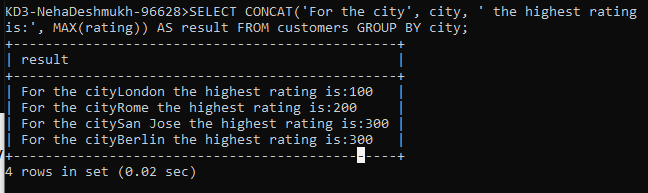 KD3-NehaDeshmukh-96628>SELECT CONCAT('For the city', city, ' the highest rating
is:', MAX(rating)) AS result FROM customers GROUP BY city;
+--------------------------------------------+
| result                                     |
+--------------------------------------------+
| For the cityLondon the highest rating is:100   |
| For the cityRome the highest rating is:200     |
| For the citySan Jose the highest rating is:300 |
| For the cityBerlin the highest rating is:300   |
+--------------------------------------------+
4 rows in set (0.02 sec)